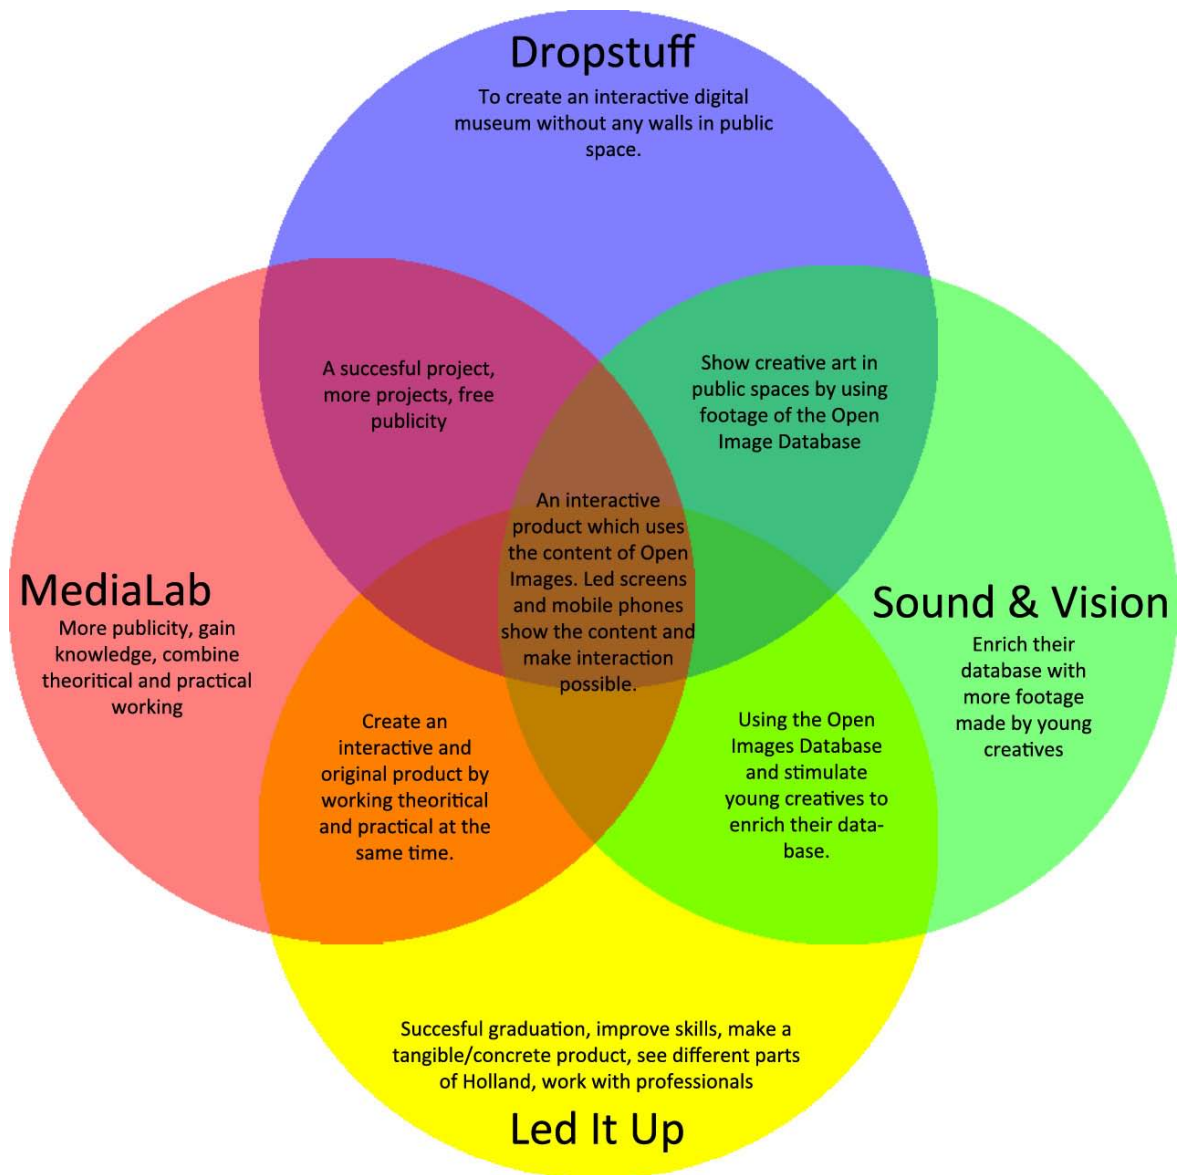 Dropstuff
To create an interactive digital
museum without any walls in public
space.
A succesful project,
more projects, free
publicity
Show creative art in
public spaces by using
footage of the Open
Image Database
An interactive
product which uses
the content of Open
Images. Led screens
and mobile phones
show the content and
make interaction
possible.
MediaLab
More publicity, gain
knowledge, combine
theoritical and practical
working
Sound & Vision
Enrich their
database with
more footage
made by young
creatives
Create an
interactive and
original product by
working theoritical
and practical at the
same time.
Using the Open
Images Database
and stimulate
young creatives to
enrich their data-
base.
Succesful graduation, improve skills, make a
tangible/concrete product, see different parts
of Holland, work with professionals
Led It Up